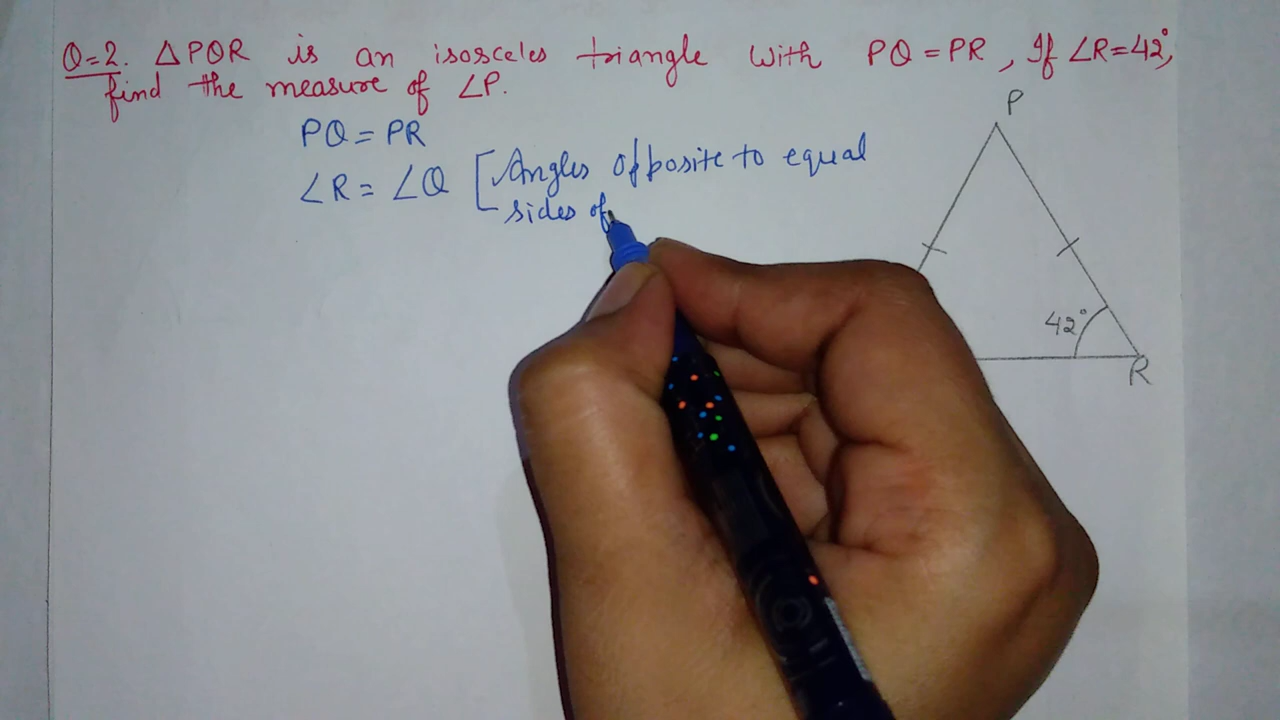 Q=2. △PQR is an isosceles triangle with PQ = PR, If ∠R=42°,
find the measure of ∠P.
PQ = PR
∠R = ∠Q [Angles opposite to equal
sides of
P
42°
R